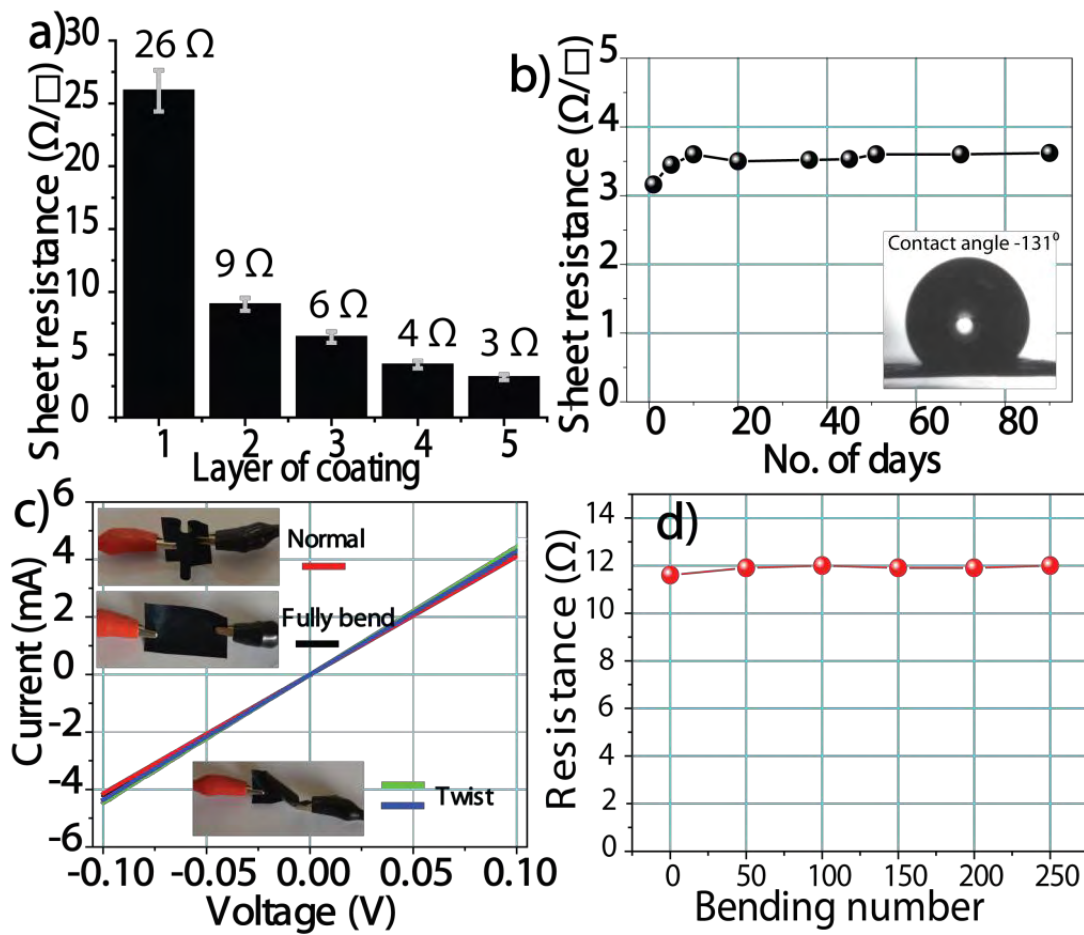 a)
30
25
20
15
10
5
0
Sheet resistance (Ω/□)
26 Ω
9 Ω
6 Ω
4 Ω
3 Ω
1 2 3 4 5
Layer of coating
b)
5
4
3
2
1
0
Sheet resistance (Ω/□)
Contact angle -131⁰
0 20 40 60 80
No. of days
c)
6
4
2
0
-2
-4
-6
Current (mA)
Normal
Fully bend
Twist
-0.10 -0.05 0.00 0.05 0.10
Voltage (V)
d)
14
12
10
8
6
4
2
0
Resistance (Ω)
0 50 100 150 200 250
Bending number